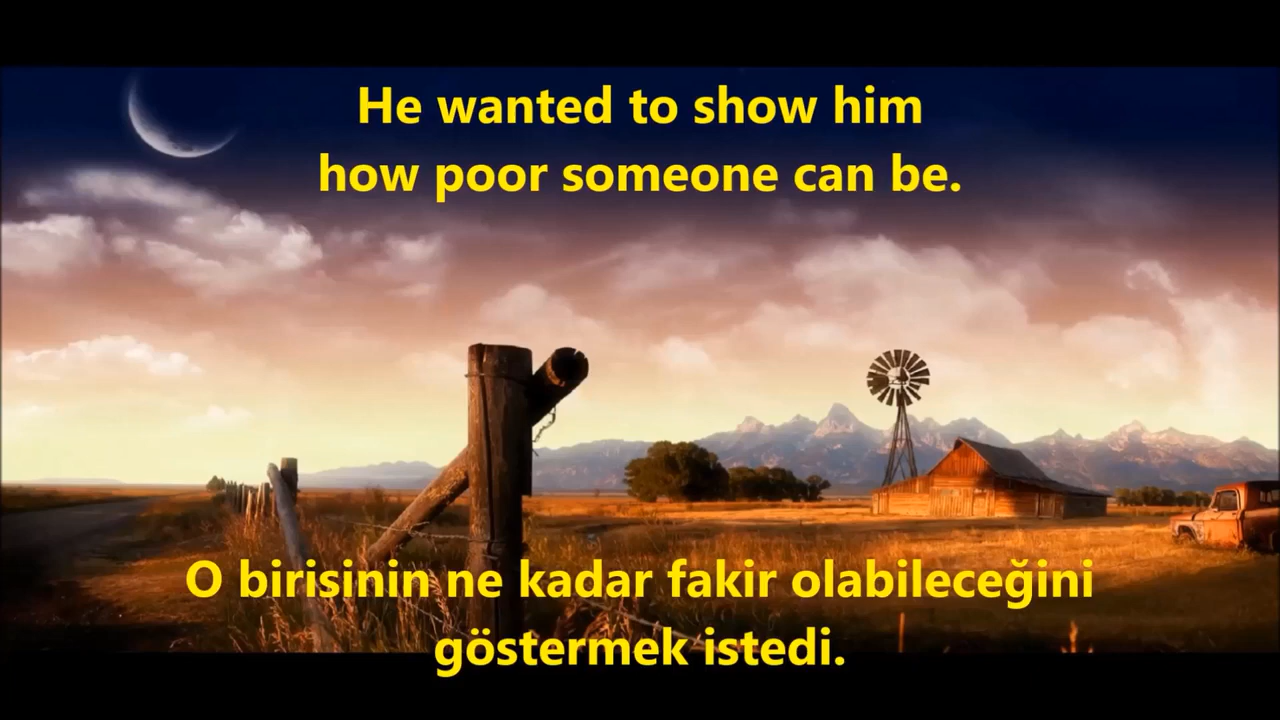 He wanted to show him
how poor someone can be.
O birisinin ne kadar fakir olabileceğini
göstermek istedi.